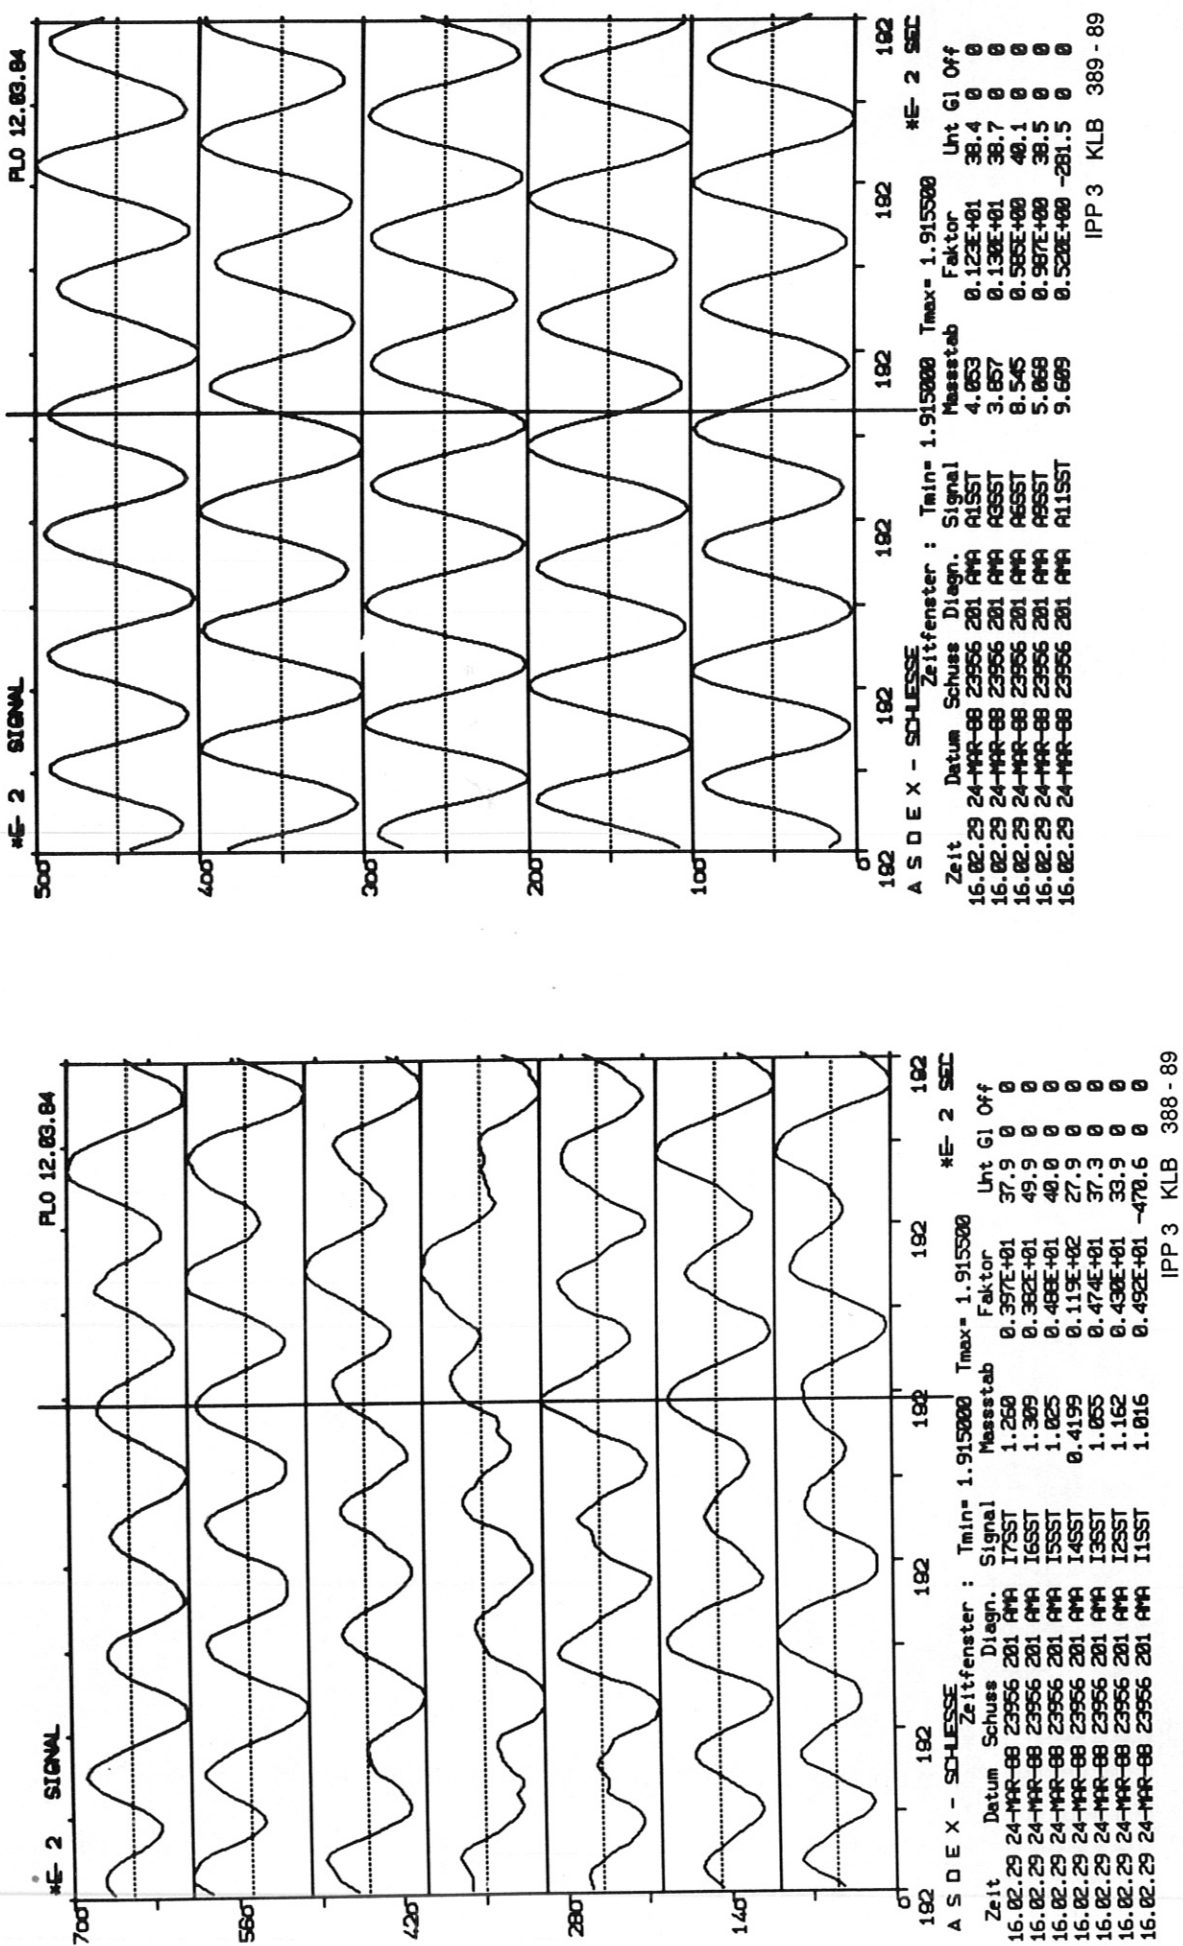 *E- 2 SIGNAL PLO 12.03.84
700
560
420
280
140
0
192 192 192 192 192 192 *E- 2 SEC
A S D E X - SCHUESSE
Zeitfenster : Tmin= 1.915000 Tmax= 1.915500
Zeit Datum Schuss Diagn. Signal Massstab Faktor Unt Gl Off
16.02.29 24-MAR-88 23956 201 AMA I7SST 1.260 0.397E+01 37.9 0 0
16.02.29 24-MAR-88 23956 201 AMA I6SST 1.309 0.382E+01 49.9 0 0
16.02.29 24-MAR-88 23956 201 AMA I5SST 1.025 0.488E+01 40.0 0 0
16.02.29 24-MAR-88 23956 201 AMA I4SST 0.4199 0.119E+02 27.9 0 0
16.02.29 24-MAR-88 23956 201 AMA I3SST 1.055 0.474E+01 37.3 0 0
16.02.29 24-MAR-88 23956 201 AMA I2SST 1.162 0.430E+01 33.9 0 0
16.02.29 24-MAR-88 23956 201 AMA I1SST 1.016 0.492E+01 -470.6 0 0
IPP 3 KLB 388 - 89
*E- 2 SIGNAL PLO 12.03.84
500
400
300
200
100
0
192 192 192 192 192 192 *E- 2 SEC
A S D E X - SCHUESSE
Zeitfenster : Tmin= 1.915000 Tmax= 1.915500
Zeit Datum Schuss Diagn. Signal Massstab Faktor Unt Gl Off
16.02.29 24-MAR-88 23956 201 AMA A1SST 4.053 0.123E+01 38.4 0 0
16.02.29 24-MAR-88 23956 201 AMA A3SST 3.857 0.130E+01 38.7 0 0
16.02.29 24-MAR-88 23956 201 AMA A6SST 8.545 0.585E+00 40.1 0 0
16.02.29 24-MAR-88 23956 201 AMA A9SST 5.068 0.987E+00 38.5 0 0
16.02.29 24-MAR-88 23956 201 AMA A11SST 9.609 0.520E+00 -281.5 0 0
IPP 3 KLB 389 - 89